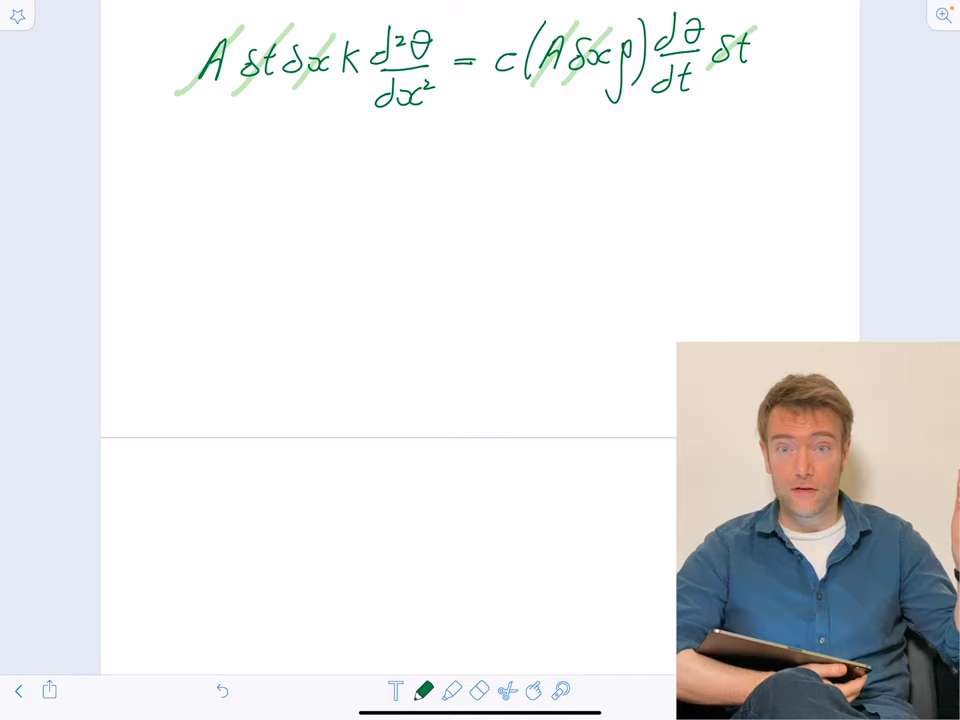 A δt δx k d²θ/dx² = c(A δx ρ) dθ/dt δt
T